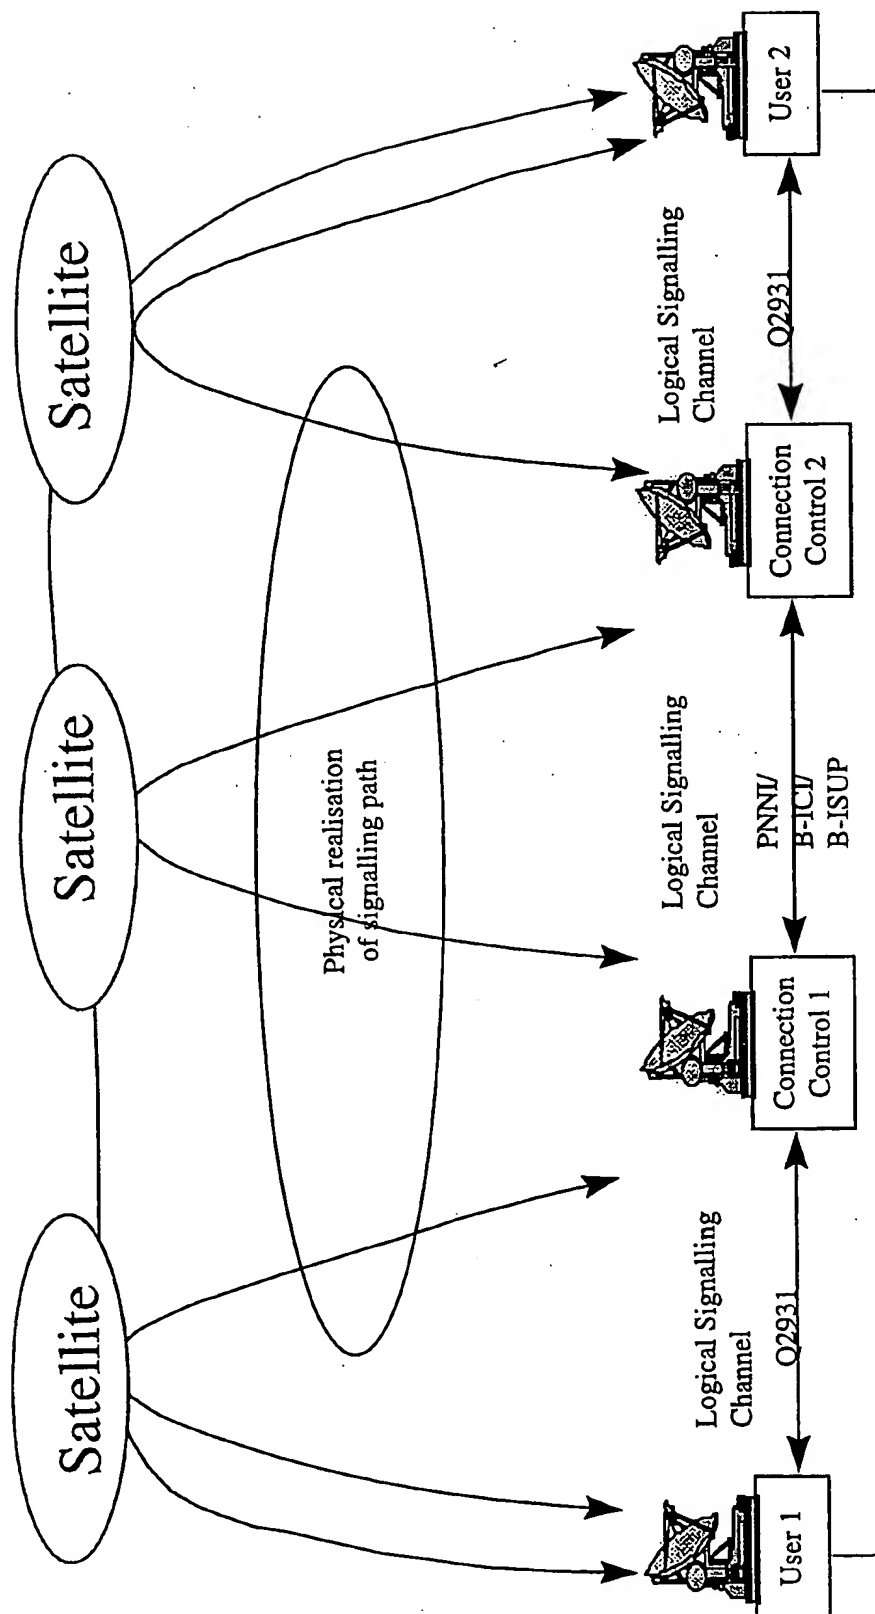 Satellite
Satellite
Satellite
Physical realisation
of signalling path
Logical Signalling
Channel
Logical Signalling
Channel
Logical Signalling
Channel
Q2931
PNNI/
B-ICI/
B-ISUP
Q2931
User 1
Connection
Control 1
Connection
Control 2
User 2